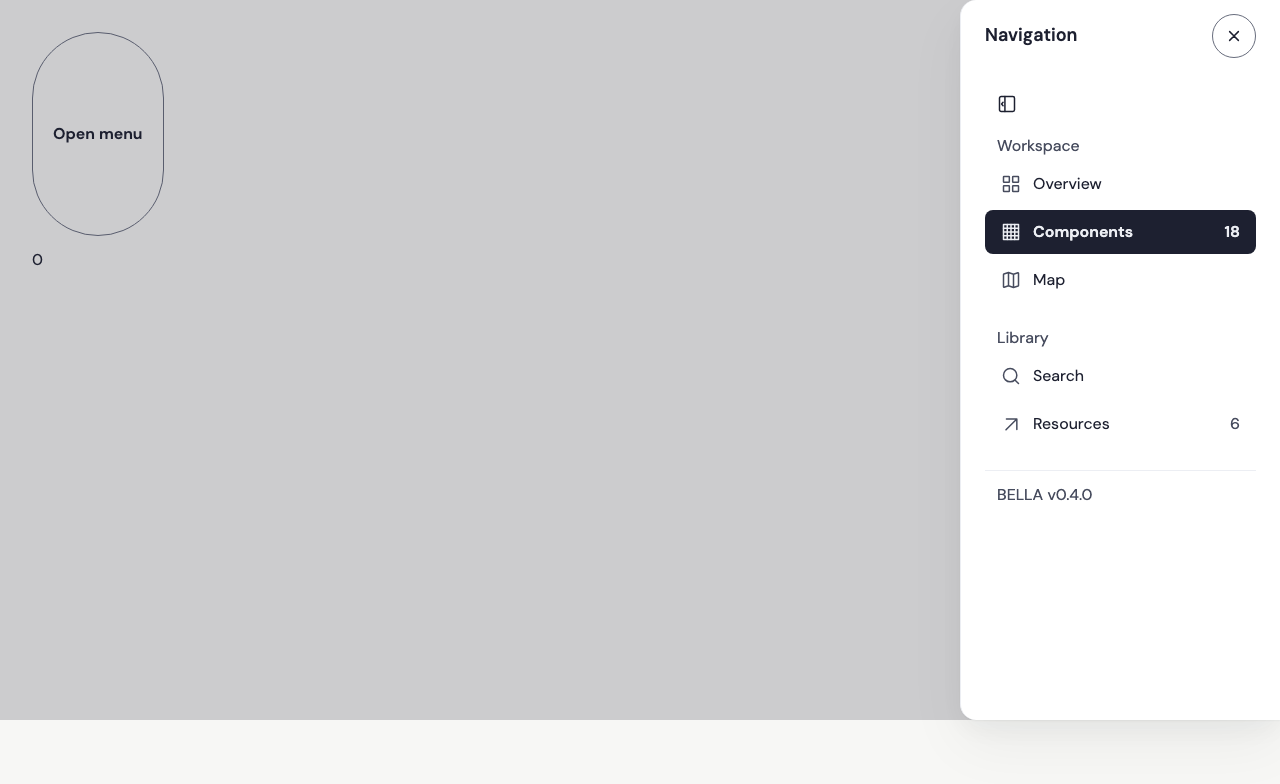 Open menu
0
Navigation
Workspace
Overview
Components 18
Map
Library
Search
Resources 6
BELLA v0.4.0